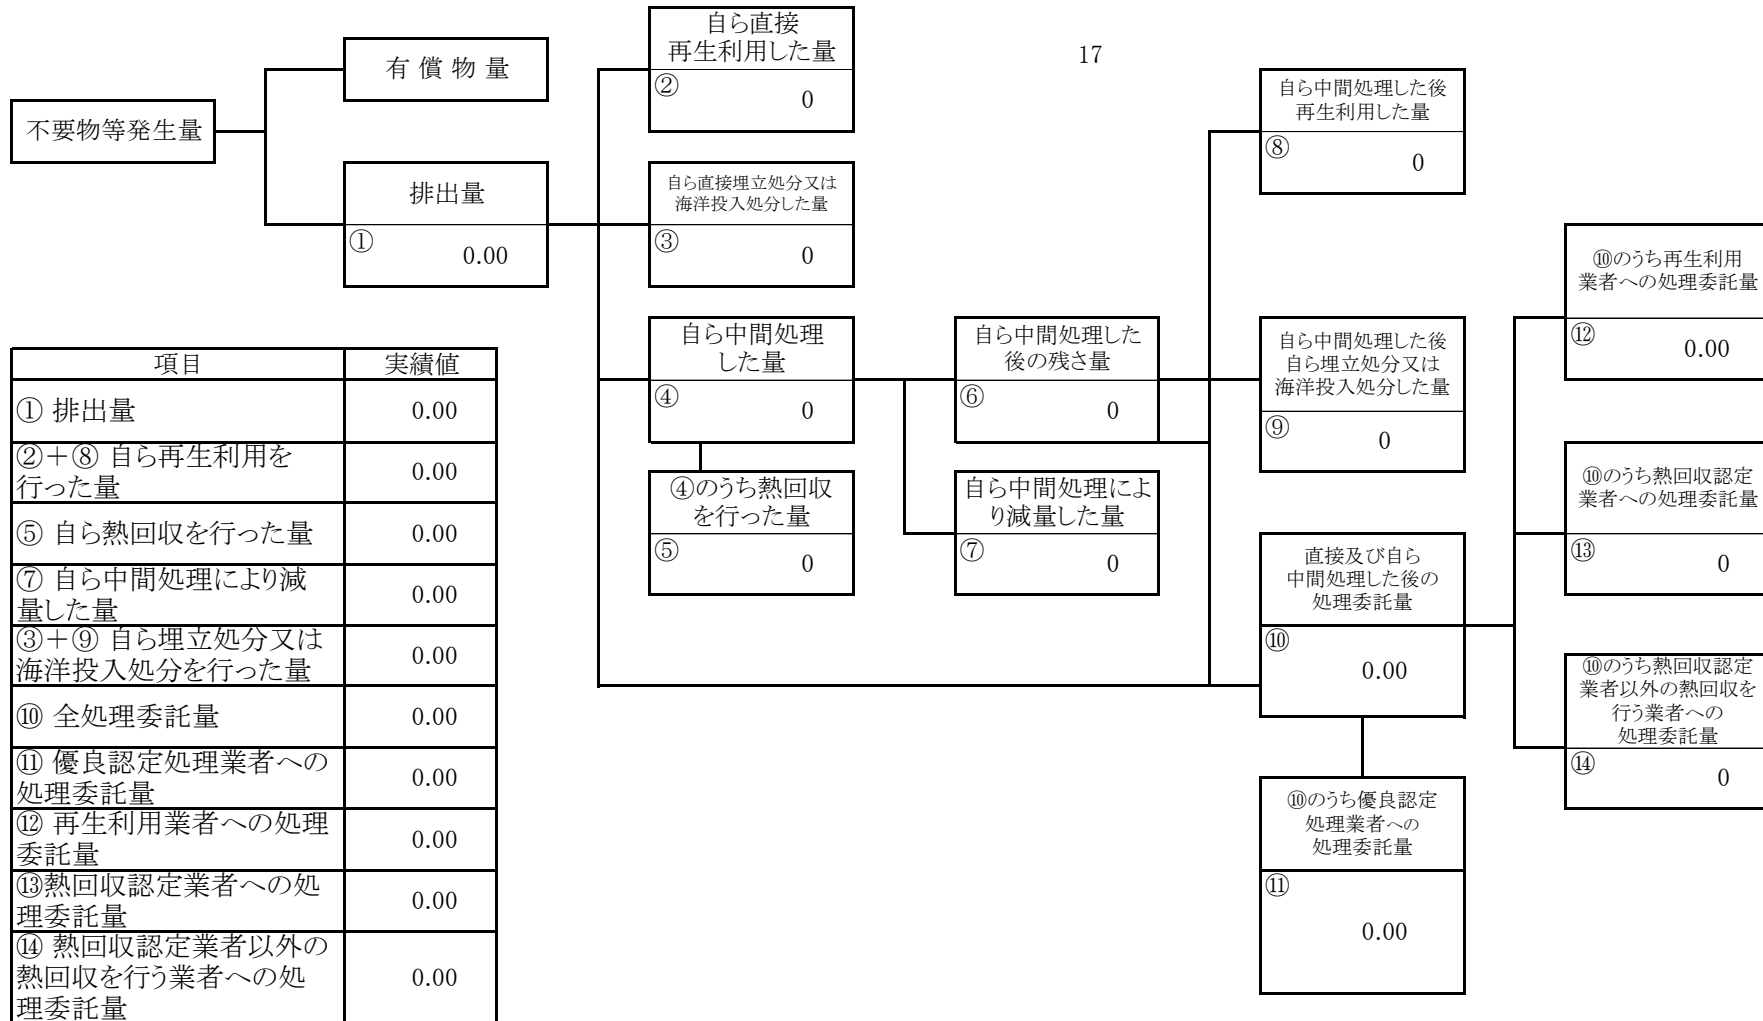 17
不要物等発生量
有 償 物 量
排出量
①
0.00
自ら直接
再生利用した量
②
0
自ら直接埋立処分又は
海洋投入処分した量
③
0
自ら中間処理
した量
④
0
④のうち熱回収
を行った量
⑤
0
自ら中間処理した
後の残さ量
⑥
0
自ら中間処理によ
り減量した量
⑦
0
自ら中間処理した後
再生利用した量
⑧
0
自ら中間処理した後
自ら埋立処分又は
海洋投入処分した量
⑨
0
直接及び自ら
中間処理した後の
処理委託量
⑩
0.00
⑩のうち優良認定
処理業者への
処理委託量
⑪
0.00
⑩のうち再生利用
業者への処理委託量
⑫
0.00
⑩のうち熱回収認定
業者への処理委託量
⑬
0
⑩のうち熱回収認定
業者以外の熱回収を
行う業者への
処理委託量
⑭
0
項目 実績値
① 排出量 0.00
②＋⑧ 自ら再生利用を
行った量 0.00
⑤ 自ら熱回収を行った量 0.00
⑦ 自ら中間処理により減
量した量 0.00
③＋⑨ 自ら埋立処分又は
海洋投入処分を行った量 0.00
⑩ 全処理委託量 0.00
⑪ 優良認定処理業者への
処理委託量 0.00
⑫ 再生利用業者への処理
委託量 0.00
⑬熱回収認定業者への処
理委託量 0.00
⑭ 熱回収認定業者以外の
熱回収を行う業者への処
理委託量 0.00